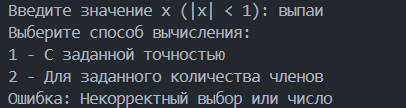 Введите значение x (|x| < 1): выпаи
Выберите способ вычисления:
1 - С заданной точностью
2 - Для заданного количества членов
Ошибка: Некорректный выбор или число